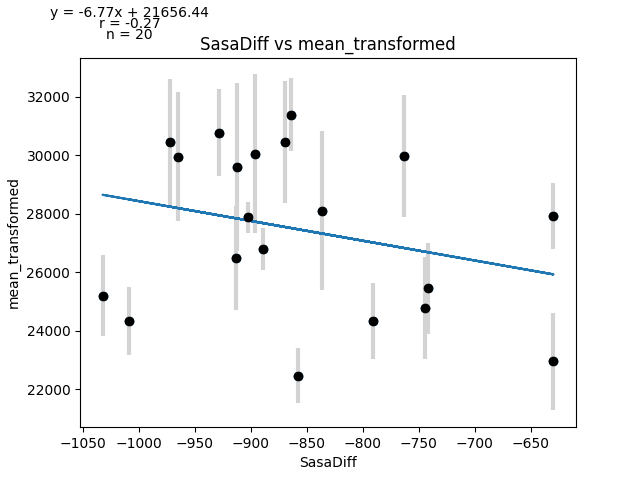 y = -6.77x + 21656.44
r = -0.27
n = 20
SasaDiff vs mean_transformed
32000
30000
28000
26000
24000
22000
mean_transformed
−1050
−1000
−950
−900
−850
−800
−750
−700
−650
SasaDiff